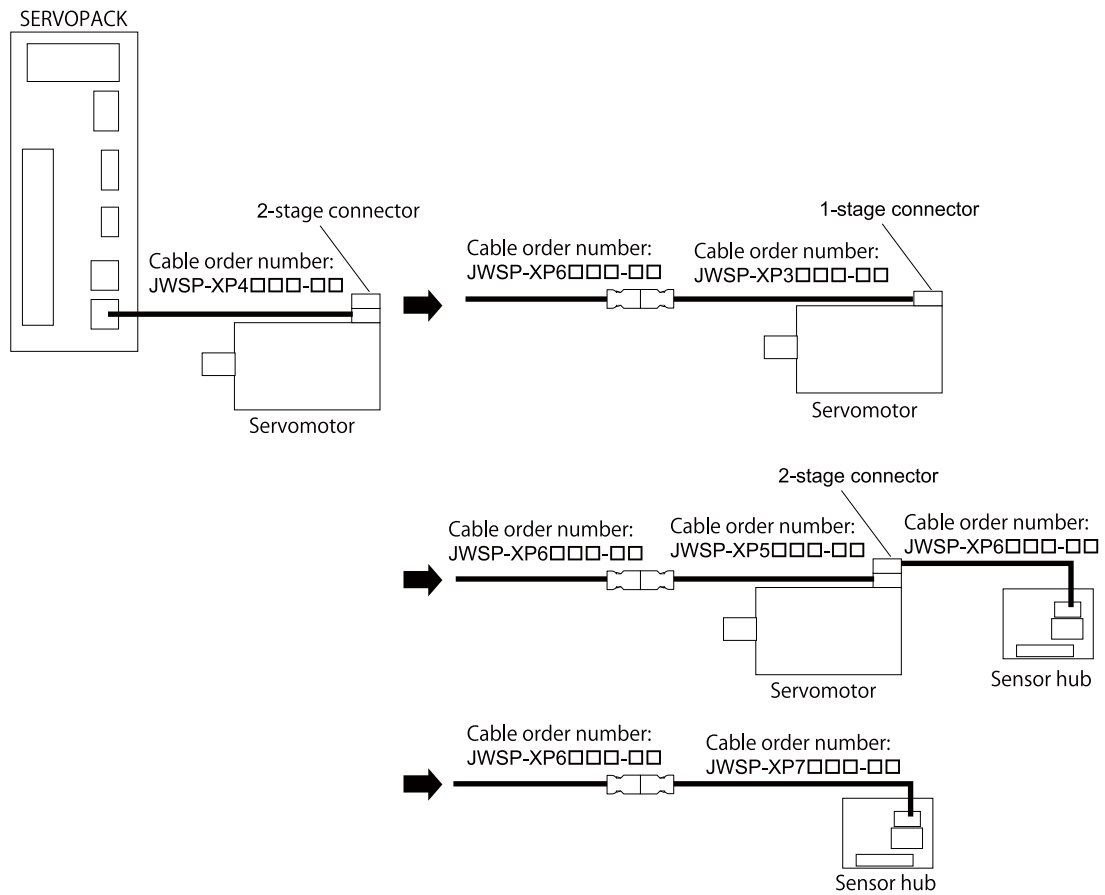 SERVOPACK
2-stage connector
Cable order number:
JWSP-XP4□□□-□□
Servomotor
1-stage connector
Cable order number:
JWSP-XP6□□□-□□
Cable order number:
JWSP-XP3□□□-□□
Servomotor
2-stage connector
Cable order number:
JWSP-XP6□□□-□□
Cable order number:
JWSP-XP5□□□-□□
Cable order number:
JWSP-XP6□□□-□□
Servomotor
Sensor hub
Cable order number:
JWSP-XP6□□□-□□
Cable order number:
JWSP-XP7□□□-□□
Sensor hub